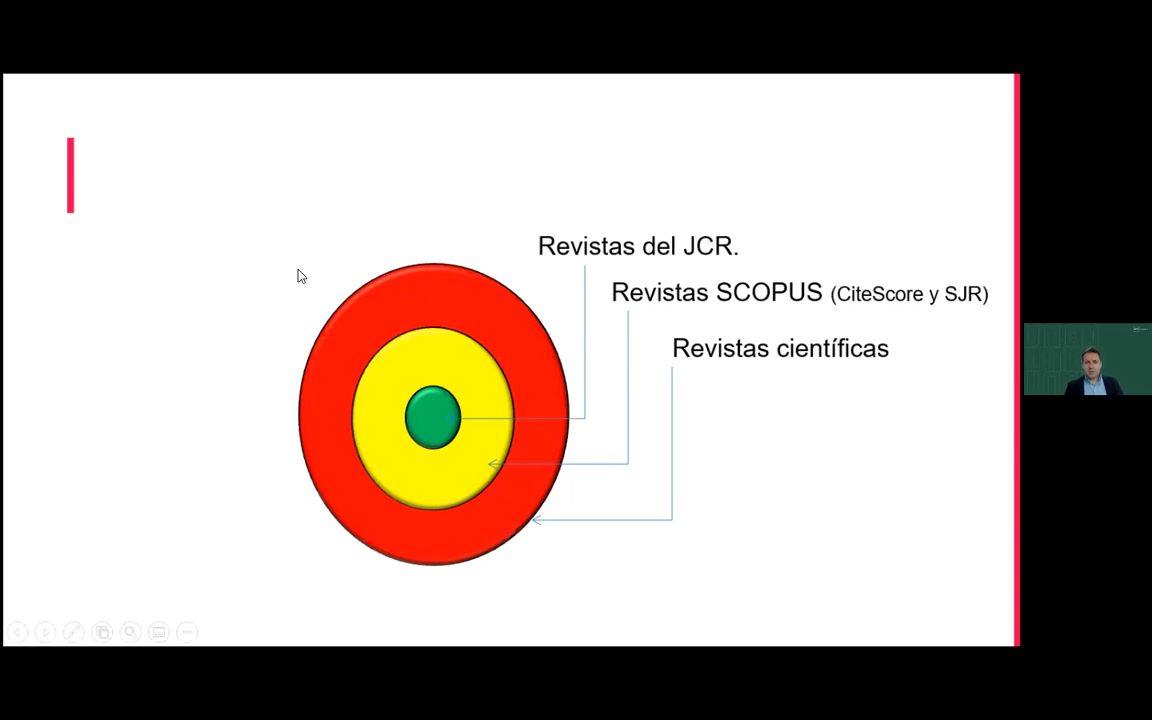 Revistas del JCR.
Revistas SCOPUS (CiteScore y SJR)
Revistas científicas